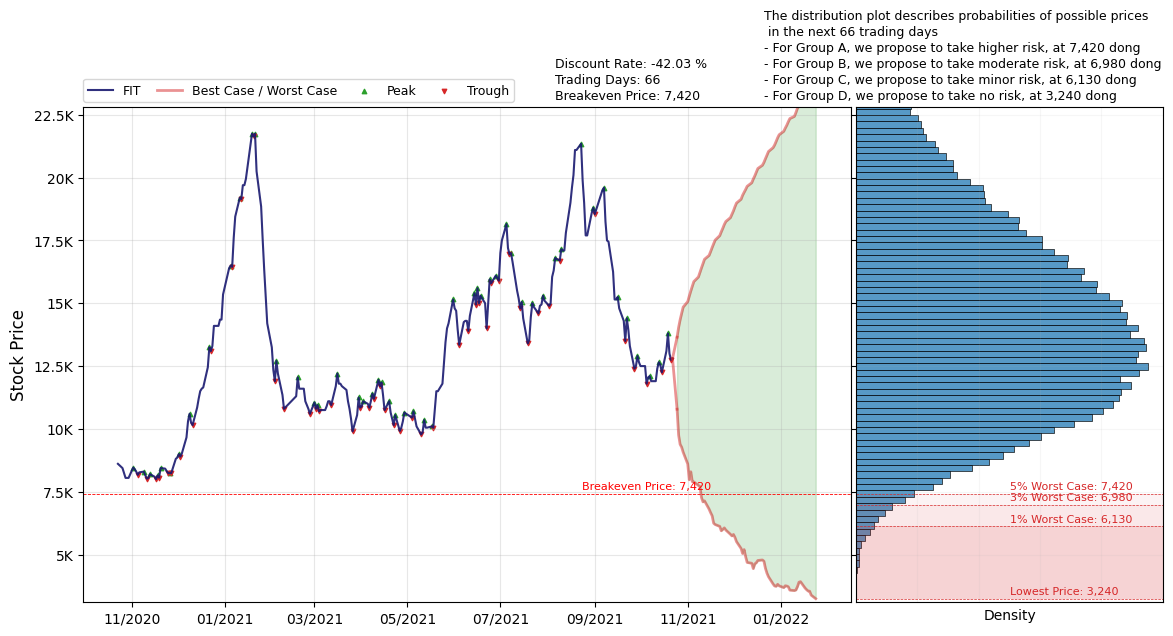 The distribution plot describes probabilities of possible prices
in the next 66 trading days
- For Group A, we propose to take higher risk, at 7,420 dong
- For Group B, we propose to take moderate risk, at 6,980 dong
- For Group C, we propose to take minor risk, at 6,130 dong
- For Group D, we propose to take no risk, at 3,240 dong
Discount Rate: -42.03 %
Trading Days: 66
Breakeven Price: 7,420
FIT
Best Case / Worst Case
Peak
Trough
Stock Price
22.5K
20K
17.5K
15K
12.5K
10K
7.5K
5K
Breakeven Price: 7,420
5% Worst Case: 7,420
3% Worst Case: 6,980
1% Worst Case: 6,130
Lowest Price: 3,240
11/2020
01/2021
03/2021
05/2021
07/2021
09/2021
11/2021
01/2022
Density